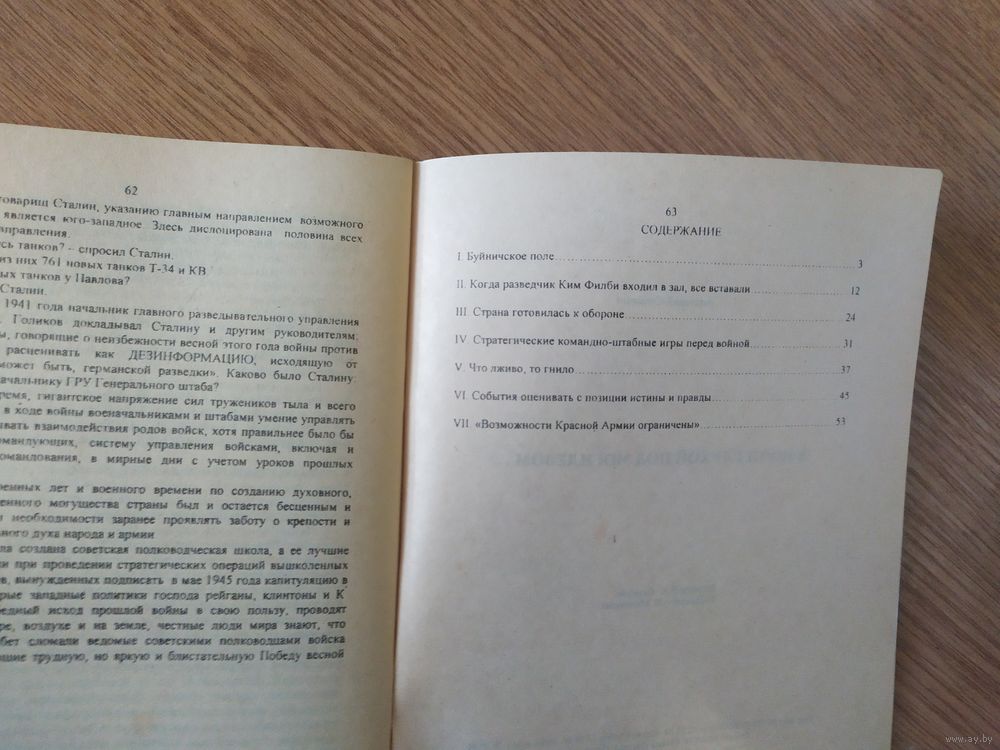 62
товарищ Сталин, указанию главным направлением возможного
является юго-западное Здесь дислоцирована половина всех
направления.
сь танков? – спросил Сталин.
из них 761 новых танков Т-34 и КВ
ых танков у Павлова?
Сталин.
1941 года начальник главного разведывательного управления
Голиков докладывал Сталину и другим руководителям:
ы, говорящие о неизбежности весной этого года войны против
расценивать как ДЕЗИНФОРМАЦИЮ, исходящую от
может быть, германской разведки». Каково было Сталину
начальнику ГРУ Генерального штаба?
ремя, гигантское напряжение сил тружеников тыла и всего
в ходе войны военачальниками и штабами умение управлять
ывать взаимодействия родов войск, хотя правильнее было бы
омандующих, систему управления войсками, включая и
командования, в мирные дни с учетом уроков прошлых
ренных лет и военного времени по созданию духовного,
енного могущества страны был и остается бесценным и
и необходимости заранее проявлять заботу о крепости и
ного духа народа и армии
ла создана советская полководческая школа, а ее лучшие
ки при проведении стратегических операций вышколенных
в, вынужденных подписать в мае 1945 года капитуляцию в
рые западные политики господа рейганы, клинтоны и К
бедный исход прошлой войны в свою пользу, проводят
ре, воздухе и на земле, честные люди мира знают, что
бет сломали ведомые советскими полководцами войска
шие трудную, но яркую и блистательную Победу весной
63
СОДЕРЖАНИЕ
I Буйничское поле 3
II. Когда разведчик Ким Филби входил в зал, все вставали 12
III. Страна готовилась х обороне 24
IV Стратегические командно-штабные игры перед войной 31
V. Что лживо, то гнило 37
VI. События оценивать с позиции истины и правды 45
VII «Возможности Красной Армии ограничены» 53
www.ay.by